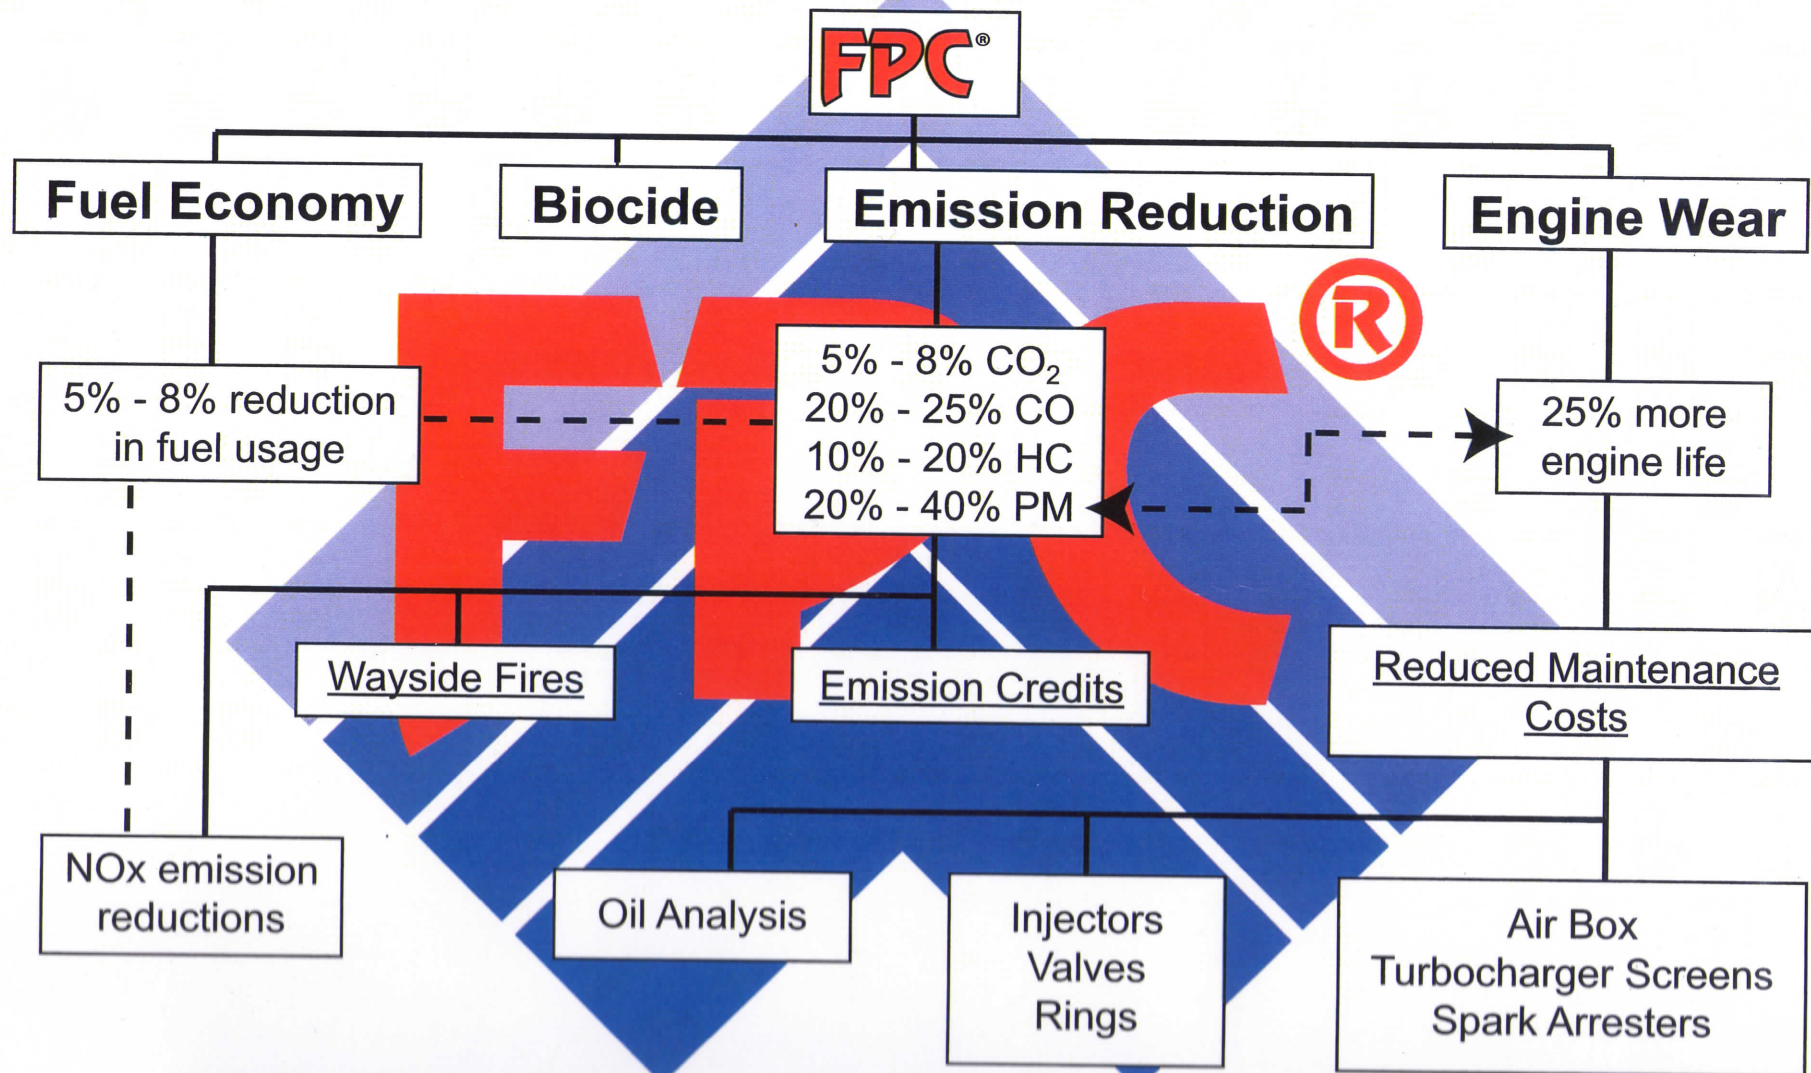 FPC®
Fuel Economy
Biocide
Emission Reduction
Engine Wear
FPC®
5% - 8% reduction
in fuel usage
5% - 8% CO₂
20% - 25% CO
10% - 20% HC
20% - 40% PM
25% more
engine life
Wayside Fires
Emission Credits
Reduced Maintenance
Costs
NOx emission
reductions
Oil Analysis
Injectors
Valves
Rings
Air Box
Turbocharger Screens
Spark Arresters